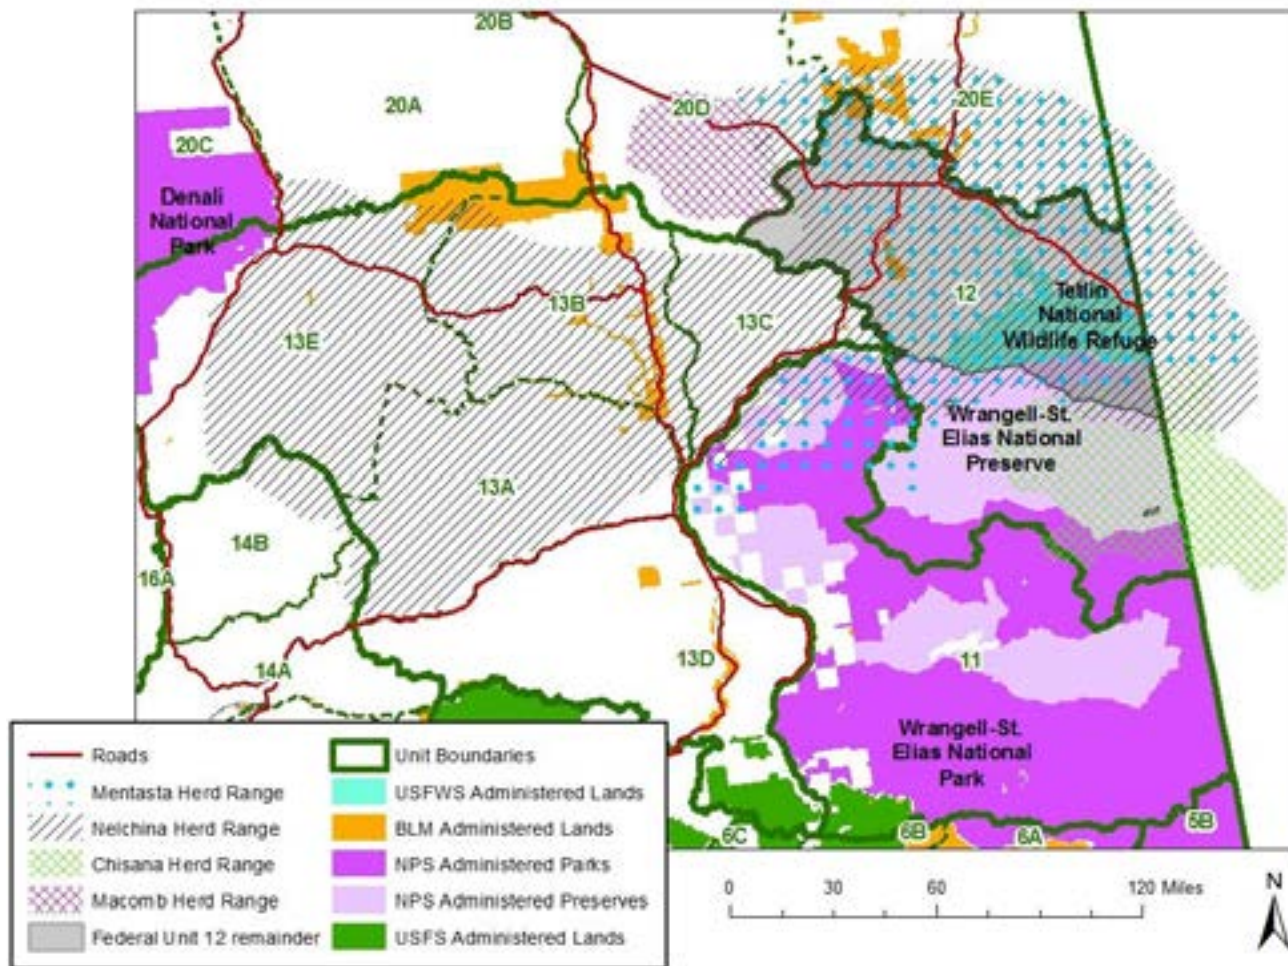 20B
20A
20D
20E
20C
Denali
National
Park
12
Tetlin
National
Wildlife Refuge
13B
13C
13E
Wrangell-St.
Elias National
Preserve
13A
14B
16A
13D
11
14A
Wrangell-St.
Elias National
Park
6C
6B
6A
5B
Roads
Mentasta Herd Range
Nelchina Herd Range
Chisana Herd Range
Macomb Herd Range
Federal Unit 12 remainder
Unit Boundaries
USFWS Administered Lands
BLM Administered Lands
NPS Administered Parks
NPS Administered Preserves
USFS Administered Lands
0 30 60 120 Miles
N